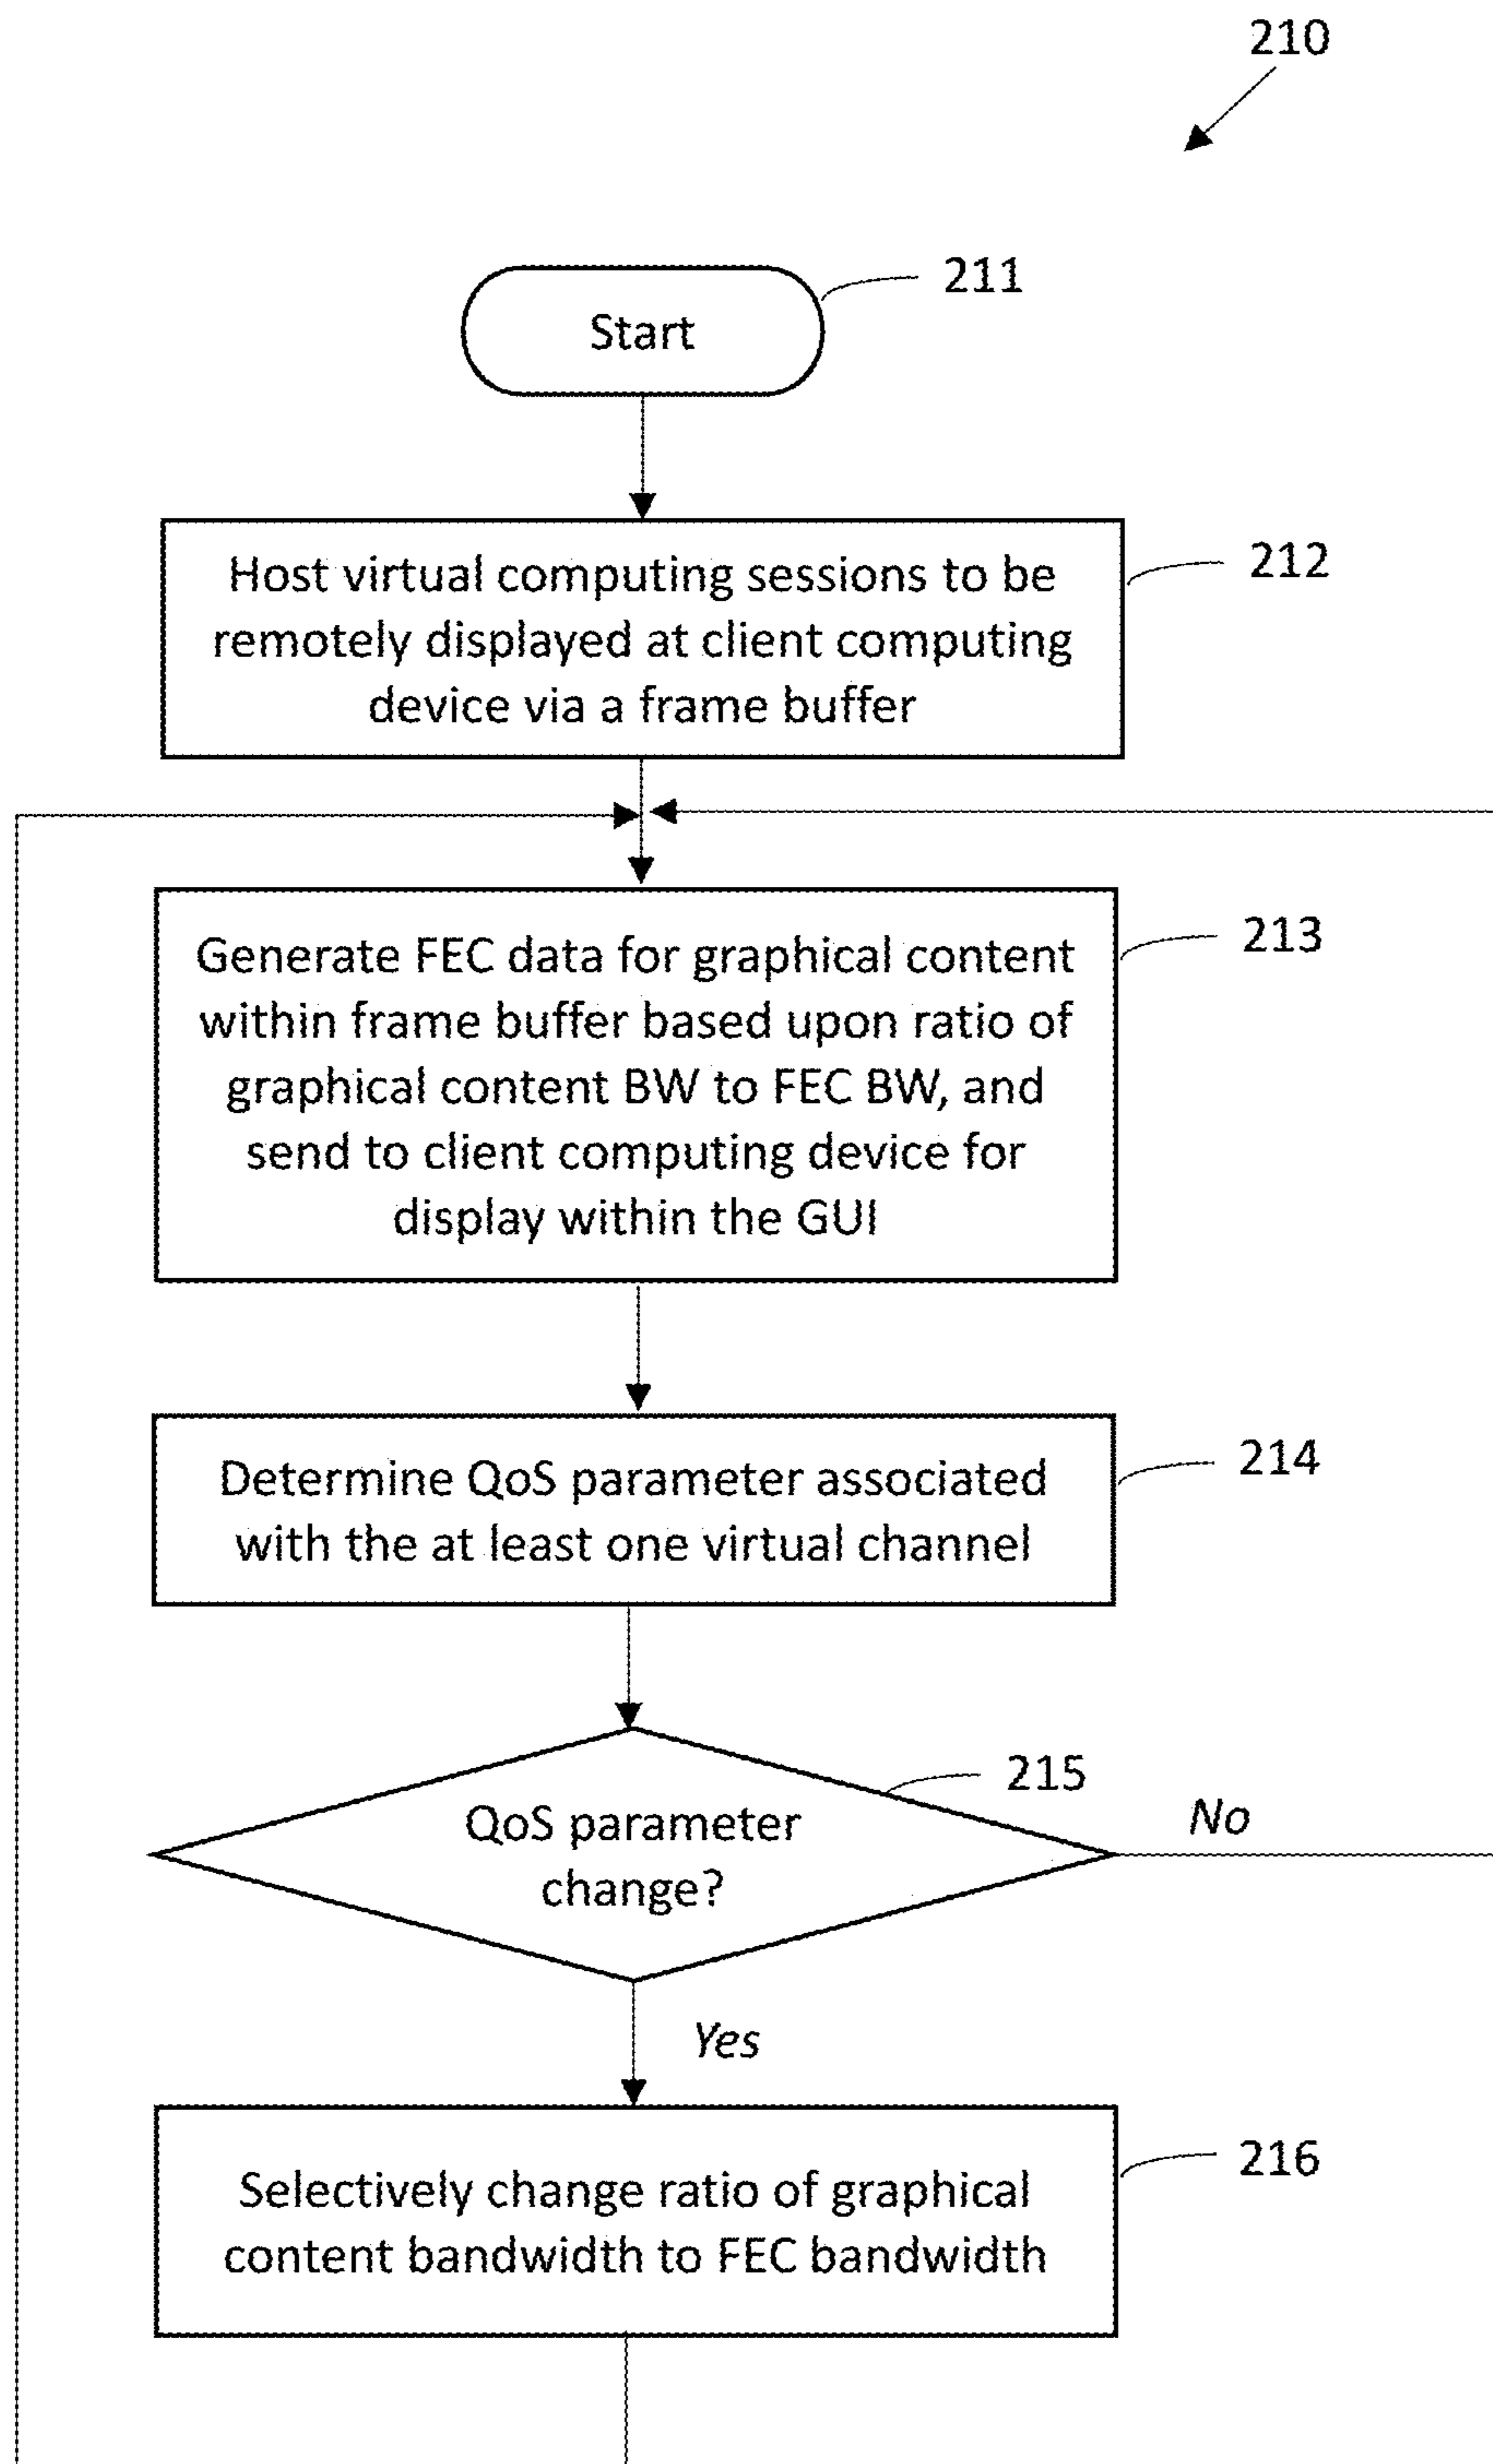 210
211
Start
212
Host virtual computing sessions to be
remotely displayed at client computing
device via a frame buffer
213
Generate FEC data for graphical content
within frame buffer based upon ratio of
graphical content BW to FEC BW, and
send to client computing device for
display within the GUI
214
Determine QoS parameter associated
with the at least one virtual channel
215
QoS parameter
change?
No
Yes
216
Selectively change ratio of graphical
content bandwidth to FEC bandwidth